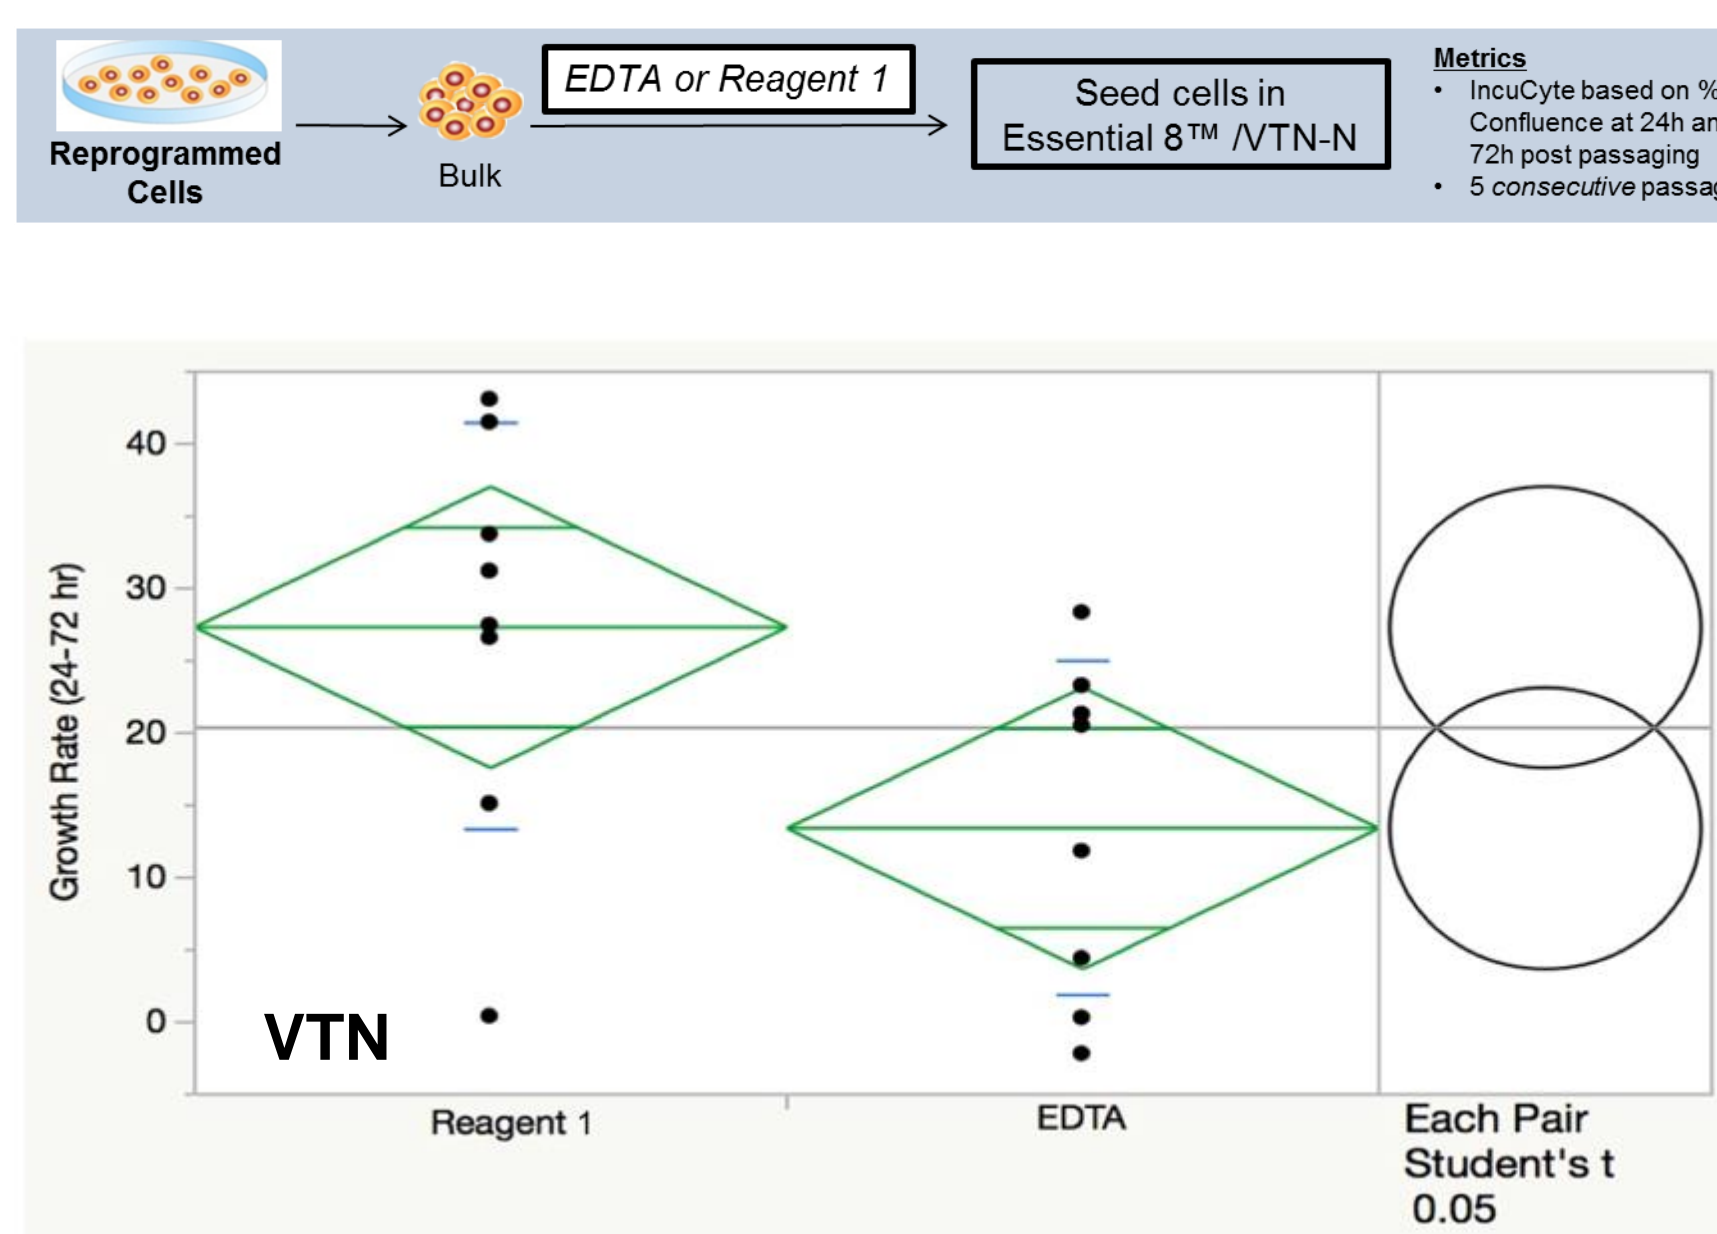 Reprogrammed
Cells
Bulk
EDTA or Reagent 1
Seed cells in
Essential 8™ /VTN-N
Metrics
• IncuCyte based on %
Confluence at 24h
72h post passaging
• 5 consecutive
Growth Rate (24-72 hr)
40
30
20
10
0
VTN
Reagent 1
EDTA
Each Pair
Student's t
0.05